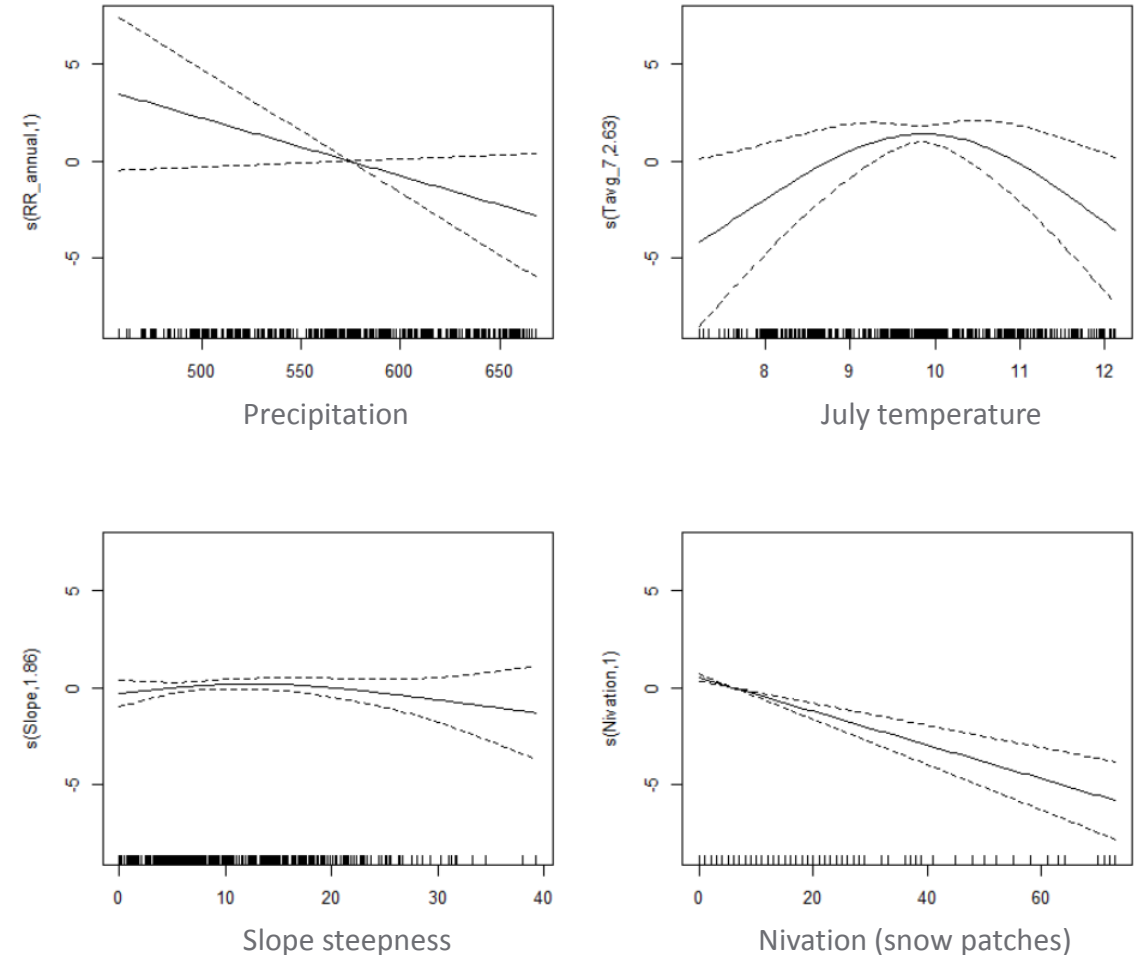 s(RR_annual,1)
5
0
-5
500 550 600 650
Precipitation
s(Tavg_7,2.63)
5
0
-5
8 9 10 11 12
July temperature
s(Slope,1.86)
5
0
-5
0 10 20 30 40
Slope steepness
s(Nivation,1)
5
0
-5
0 20 40 60
Nivation (snow patches)